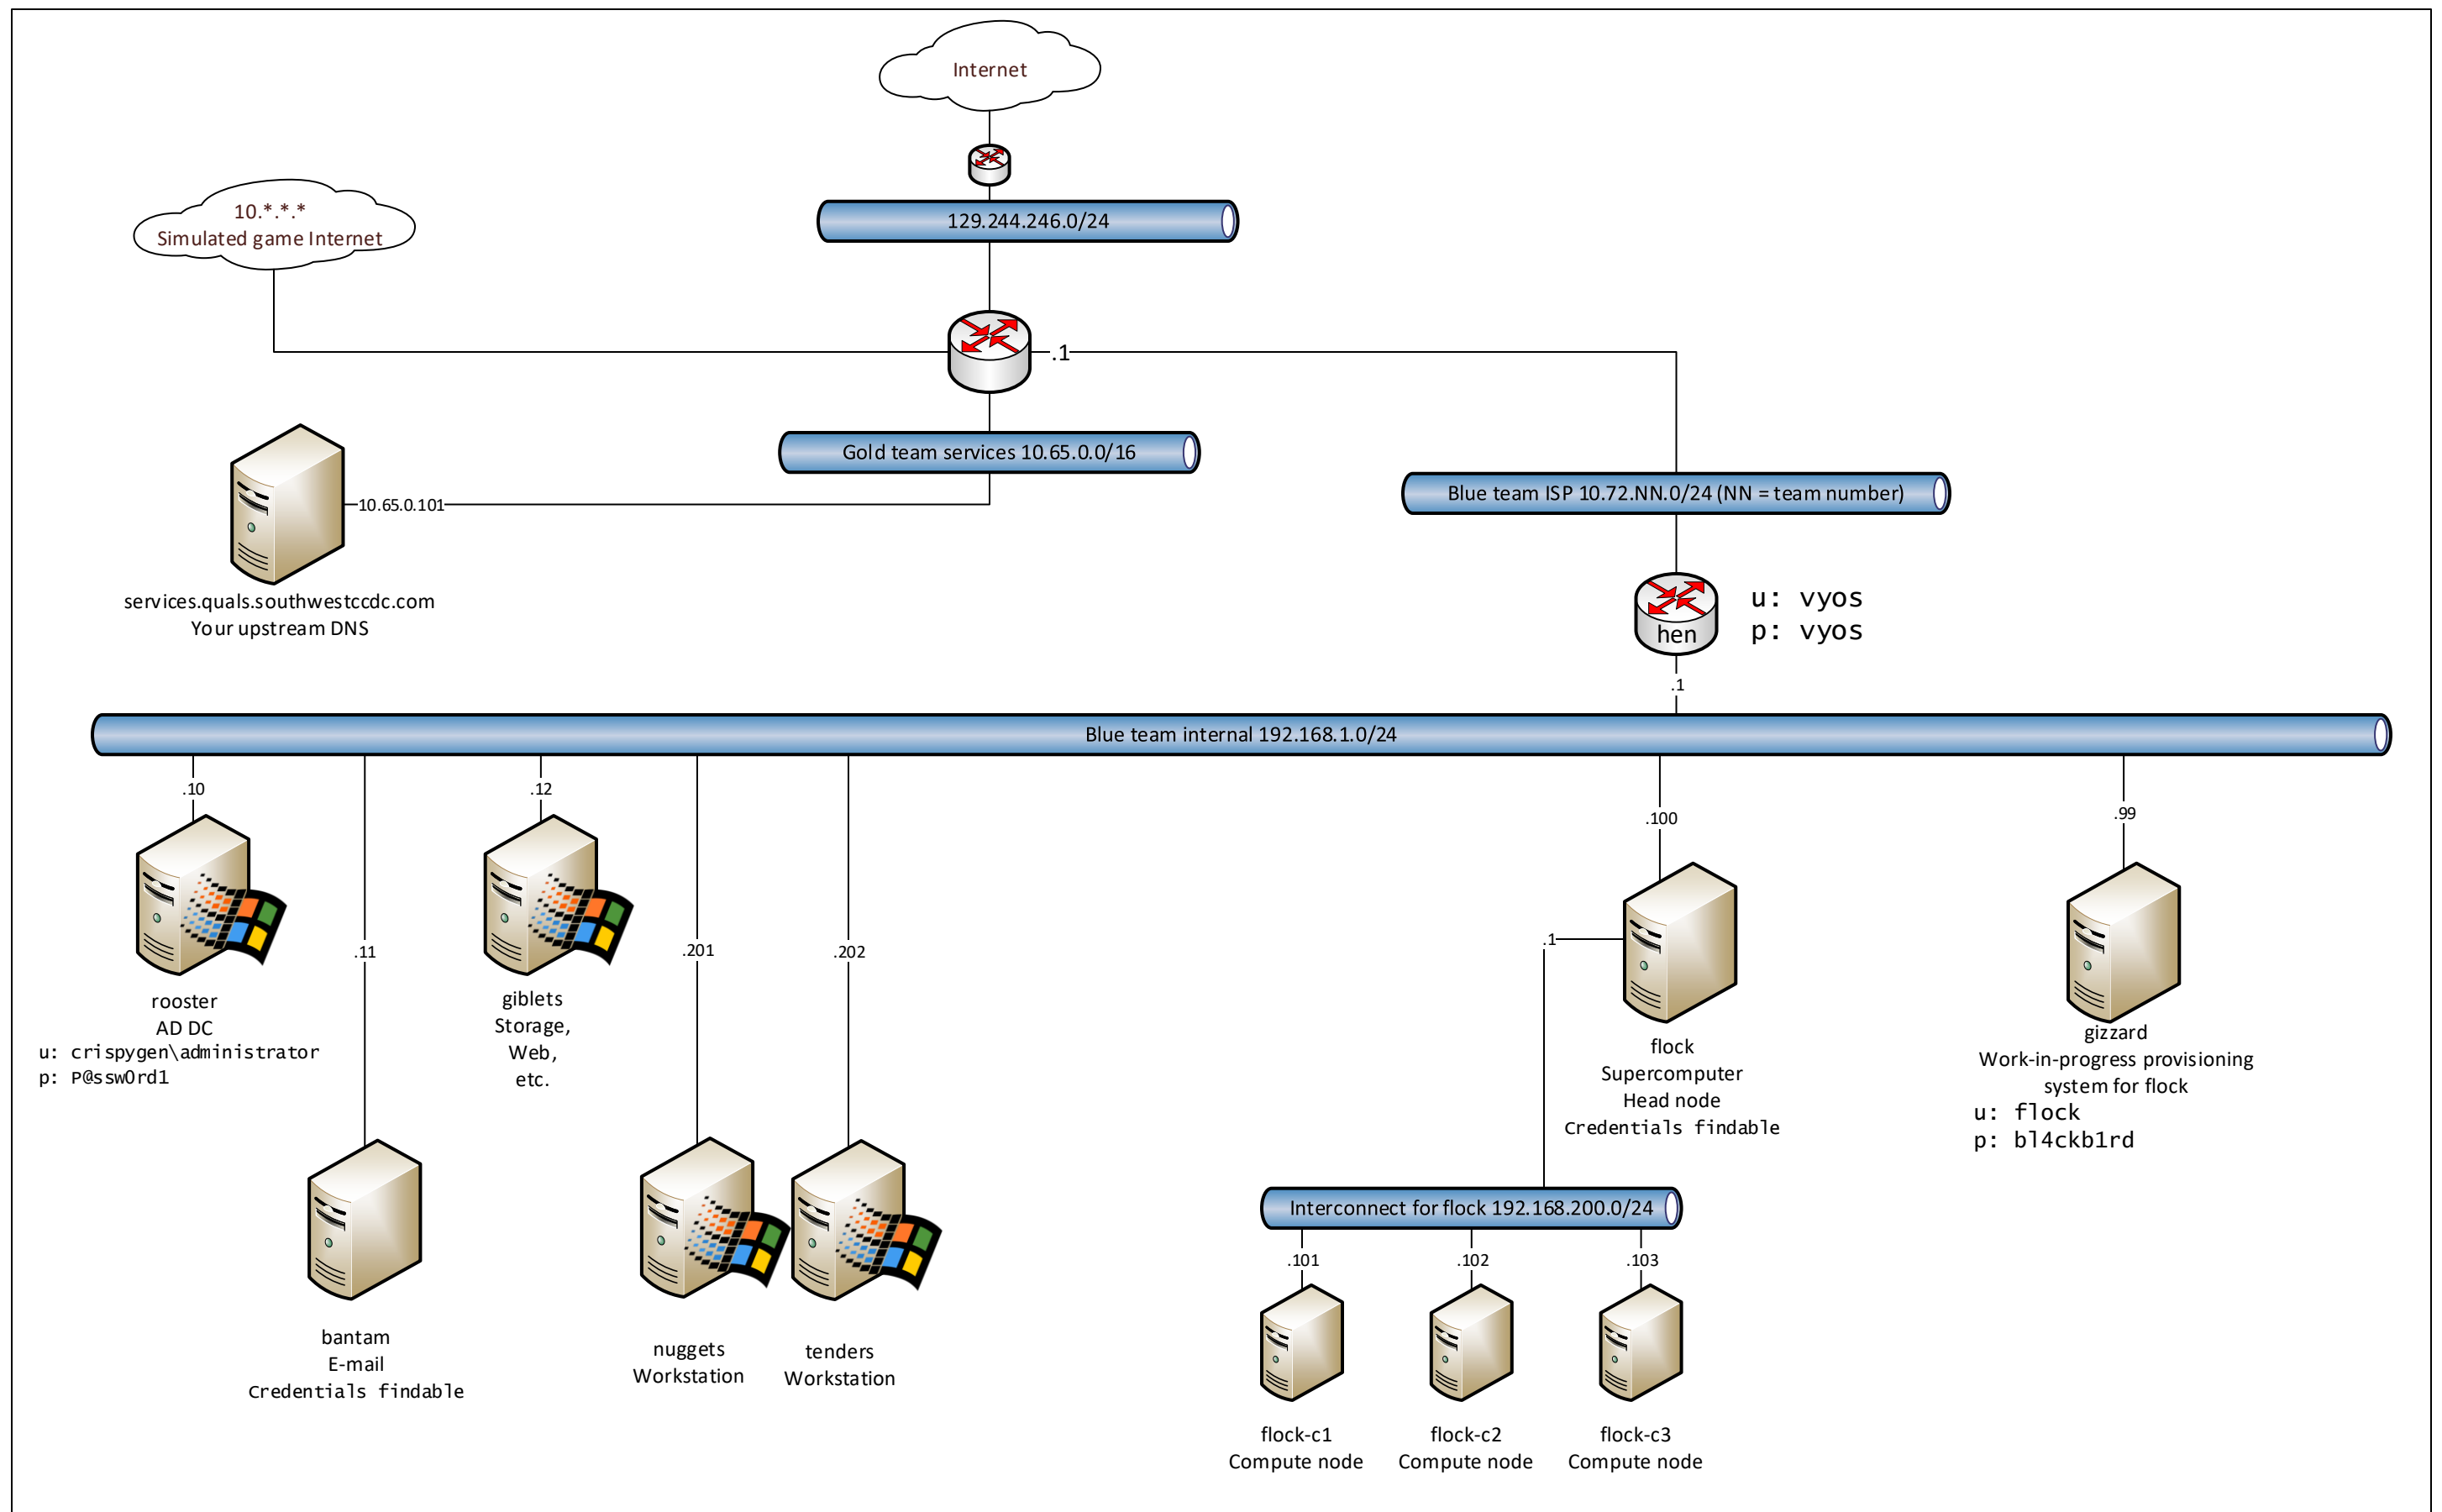 Internet
129.244.246.0/24
10.*.*.*
Simulated game Internet
.1
Gold team services 10.65.0.0/16
10.65.0.101
services.quals.southwestccdc.com
Your upstream DNS
Blue team ISP 10.72.NN.0/24 (NN = team number)
hen
u: vyos
p: vyos
.1
Blue team internal 192.168.1.0/24
.10
rooster
AD DC
u: crispygen\administrator
p: P@ssw0rd1
.11
bantam
E-mail
Credentials findable
.12
giblets
Storage,
Web,
etc.
.201
nuggets
Workstation
.202
tenders
Workstation
.100
flock
Supercomputer
Head node
Credentials findable
.1
Interconnect for flock 192.168.200.0/24
.101
flock-c1
Compute node
.102
flock-c2
Compute node
.103
flock-c3
Compute node
.99
gizzard
Work-in-progress provisioning
system for flock
u: flock
p: bl4ckb1rd